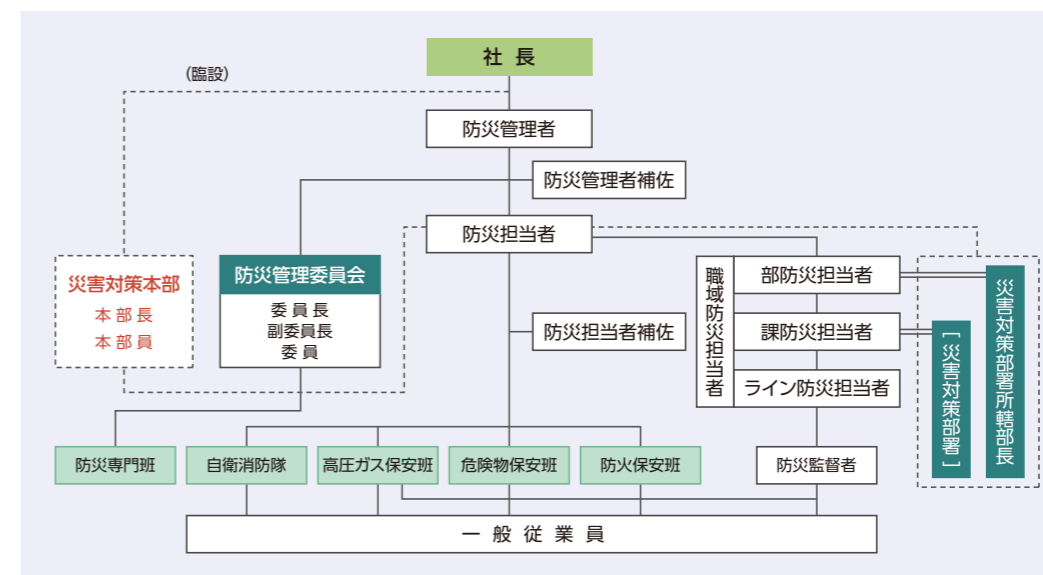 社長
(臨設)
防災管理者
防災管理者補佐
防災担当者
災害対策本部
本部長
本部員
防災管理委員会
委員長
副委員長
委員
防災担当者補佐
職域防災担当者
部防災担当者
課防災担当者
ライン防災担当者
災害対策部署所轄部長
[災害対策部署]
防災専門班
自衛消防隊
高圧ガス保安班
危険物保安班
防火保安班
防災監督者
一般従業員